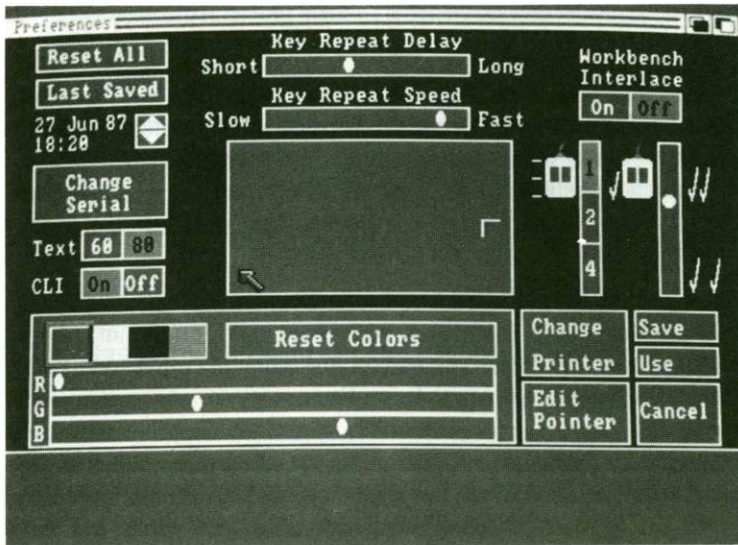 Preferences
Reset All
Last Saved
27 Jun 87
18:20
Change
Serial
Text 60 80
CLI On Off
Key Repeat Delay
Short Long
Key Repeat Speed
Slow Fast
Workbench
Interlace
On Off
1
2
4
Reset Colors
R
G
B
Change
Printer
Edit
Pointer
Save
Use
Cancel